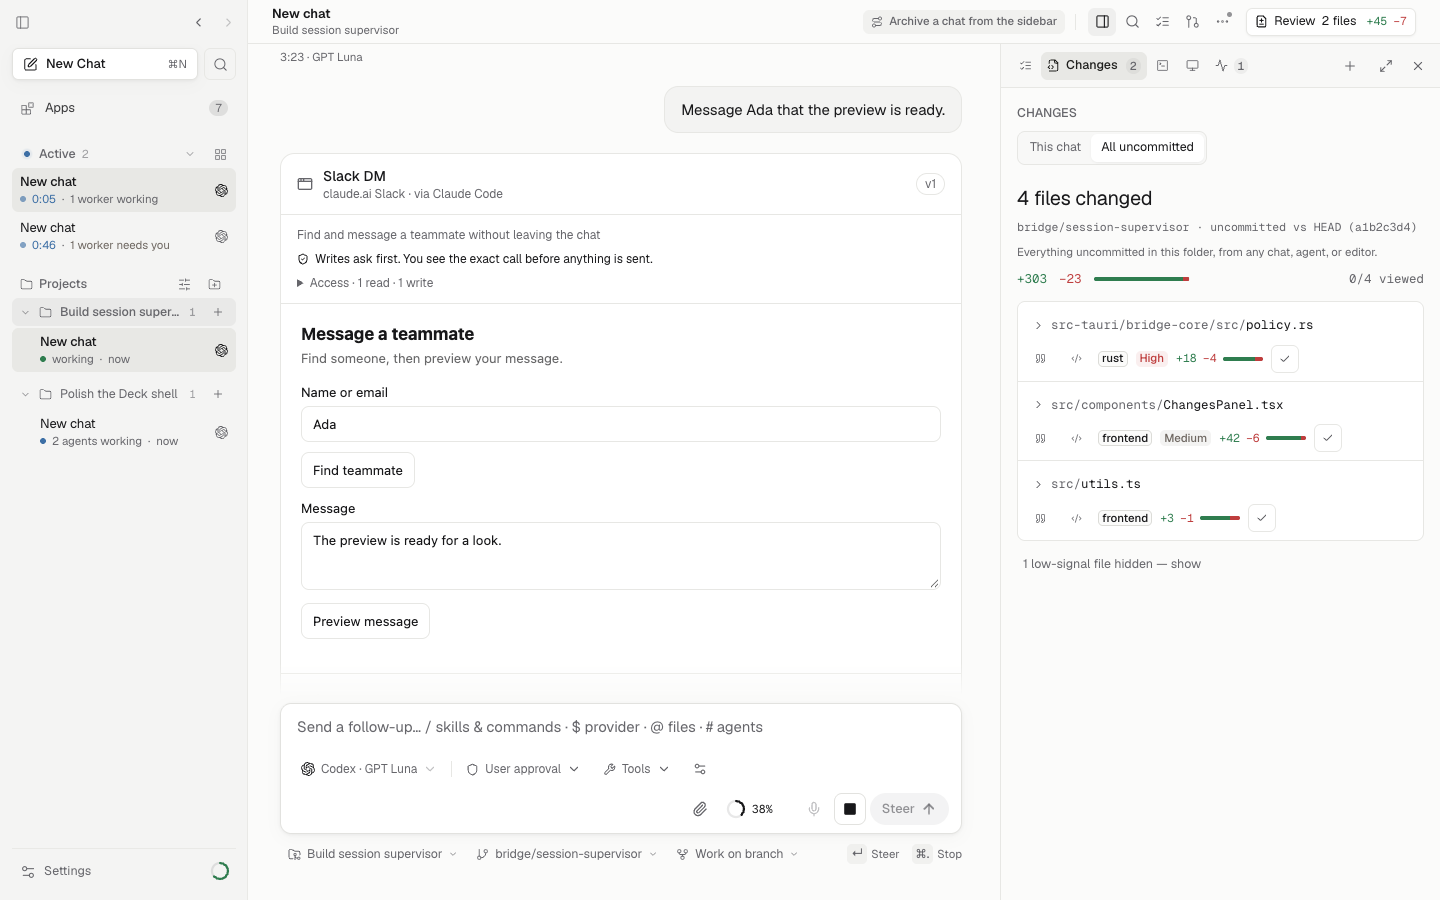 New Chat
⌘N
Apps
7
Active 2
New chat
0:05 · 1 worker working
New chat
0:46 · 1 worker needs you
Projects
Build session super... 1
New chat
working · now
Polish the Deck shell 1
New chat
2 agents working · now
Settings
New chat
Build session supervisor
Archive a chat from the sidebar
Review 2 files +45 −7
3:23 · GPT Luna
Message Ada that the preview is ready.
Slack DM
claude.ai Slack · via Claude Code
v1
Find and message a teammate without leaving the chat
Writes ask first. You see the exact call before anything is sent.
Access · 1 read · 1 write
Message a teammate
Find someone, then preview your message.
Name or email
Ada
Find teammate
Message
The preview is ready for a look.
Preview message
Send a follow-up... / skills & commands · $ provider · @ files · # agents
Codex · GPT Luna
User approval
Tools
38%
Steer
Build session supervisor
bridge/session-supervisor
Work on branch
Steer
⌘. Stop
Changes 2
1
CHANGES
This chat
All uncommitted
4 files changed
bridge/session-supervisor · uncommitted vs HEAD (a1b2c3d4)
Everything uncommitted in this folder, from any chat, agent, or editor.
+303 −23
0/4 viewed
src-tauri/bridge-core/src/policy.rs
rust High +18 −4
src/components/ChangesPanel.tsx
frontend Medium +42 −6
src/utils.ts
frontend +3 −1
1 low-signal file hidden — show